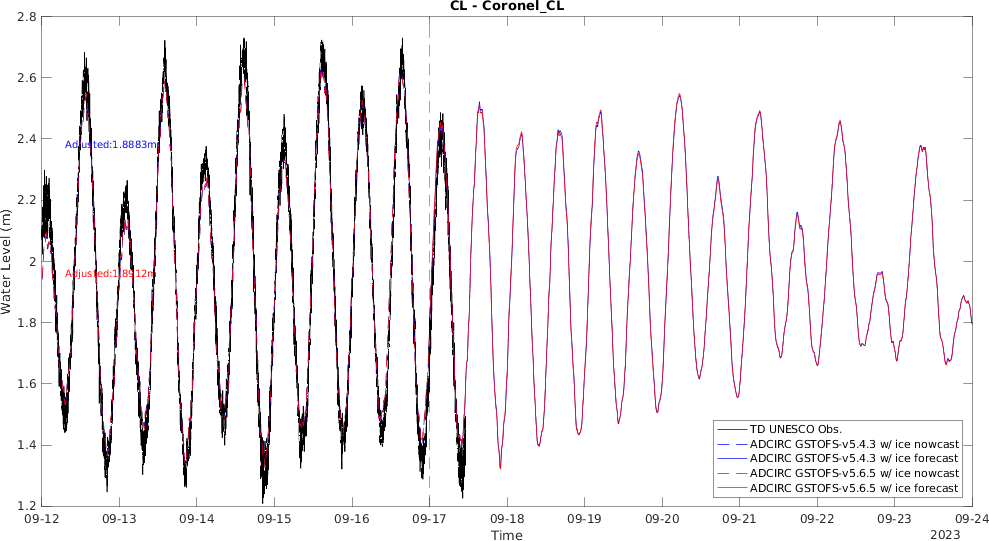 CL - Coronel_CL
2.8
2.6
2.4
2.2
2
1.8
1.6
1.4
1.2
Water Level (m)
Adjusted:1.8883m
Adjusted:1.8912m
TD UNESCO Obs.
ADCIRC GSTOFS-v5.4.3 w/ ice nowcast
ADCIRC GSTOFS-v5.4.3 w/ ice forecast
ADCIRC GSTOFS-v5.6.5 w/ ice nowcast
ADCIRC GSTOFS-v5.6.5 w/ ice forecast
09-12 09-13 09-14 09-15 09-16 09-17 09-18 09-19 09-20 09-21 09-22 09-23 09-24
Time
2023